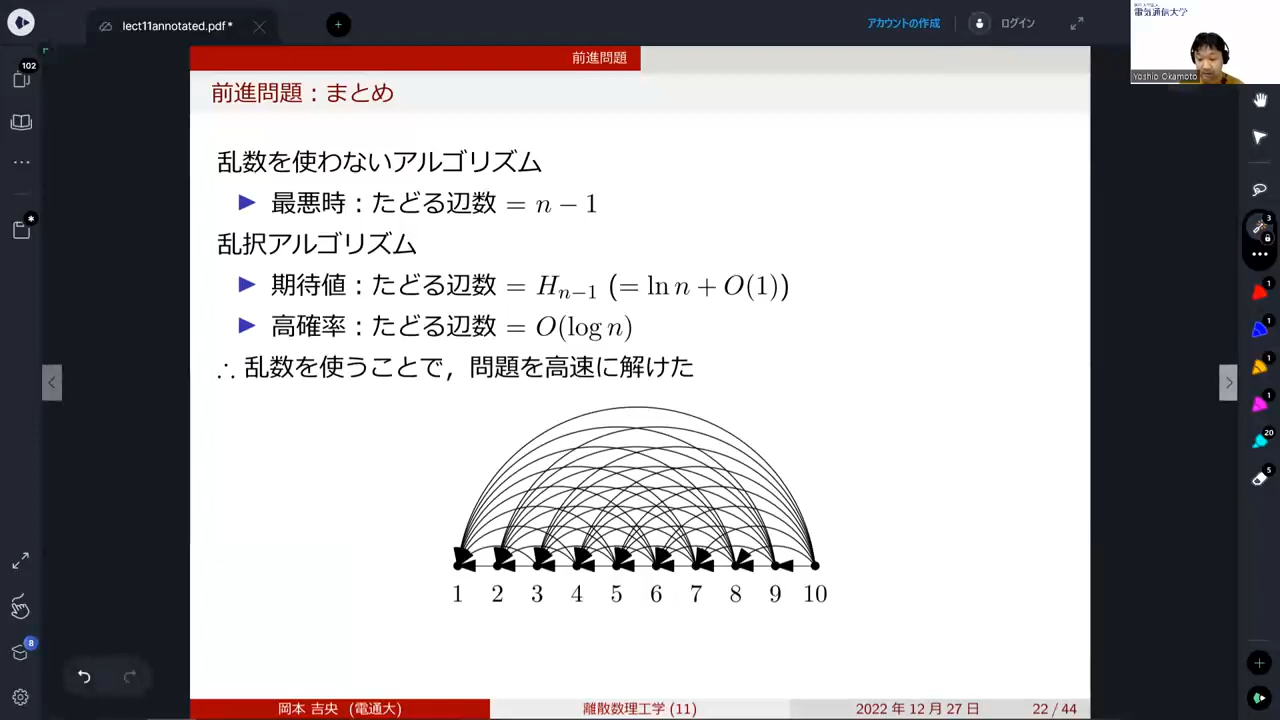 lect11annotated.pdf*
アカウントの作成
ログイン
電気通信大学
Yoshio Okamoto
102
前進問題
前進問題:まとめ
乱数を使わないアルゴリズム
▶ 最悪時:たどる辺数 = n − 1
乱択アルゴリズム
▶ 期待値:たどる辺数 = H_{n−1} (= ln n + O(1))
▶ 高確率:たどる辺数 = O(log n)
∴ 乱数を使うことで,問題を高速に解けた
1 2 3 4 5 6 7 8 9 10
3
1
1
1
1
20
5
8
岡本 吉央 (電通大)
離散数理工学 (11)
2022 年 12 月 27 日
22 / 44